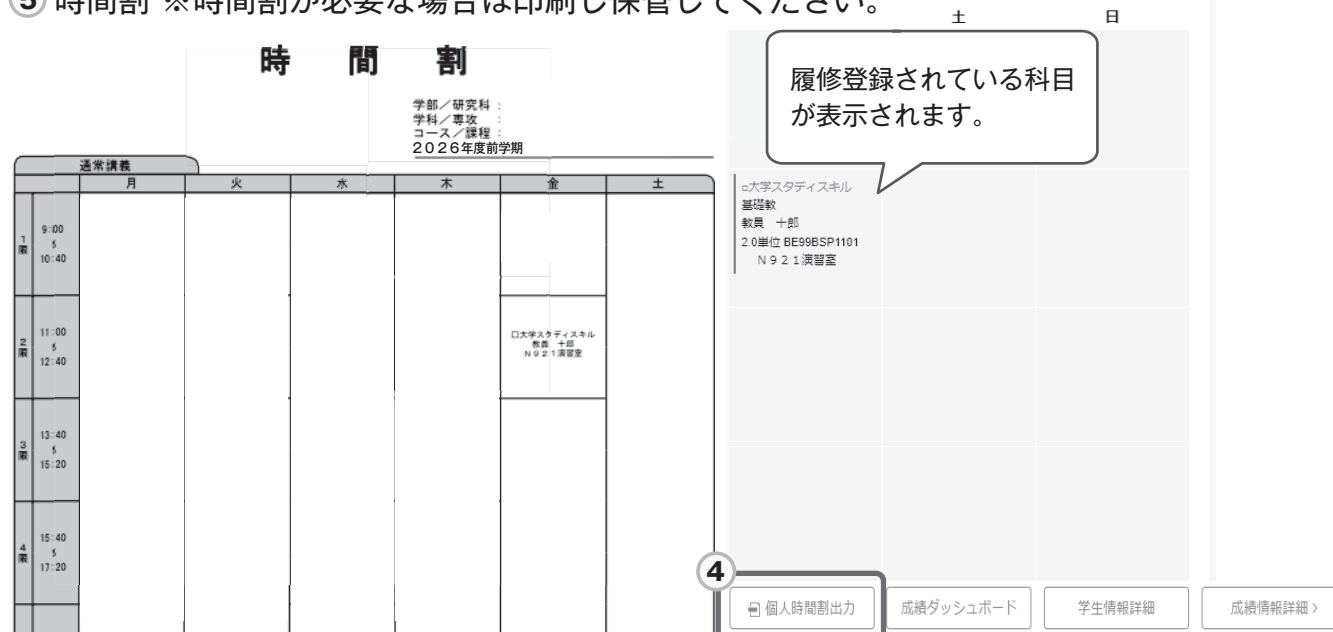 ⑤ 時間割 ※時間割が必要な場合は印刷し保管してください。
時 間 割
学部／研究科 :
学科／専攻 :
コース／課程 :
2026年度前学期
通常講義
月 火 水 木 金 土
1限 9:00 〜 10:40
2限 11:00 〜 12:40
口大学スタディスキル
教員 十郎
N921演習室
3限 13:40 〜 15:20
4限 15:40 〜 17:20
土 日
履修登録されている科目
が表示されます。
□大学スタディスキル
基礎教
教員 十郎
2.0単位 BE99BSP1101
N921演習室
④
個人時間割出力 成績ダッシュボード 学生情報詳細 成績情報詳細 >